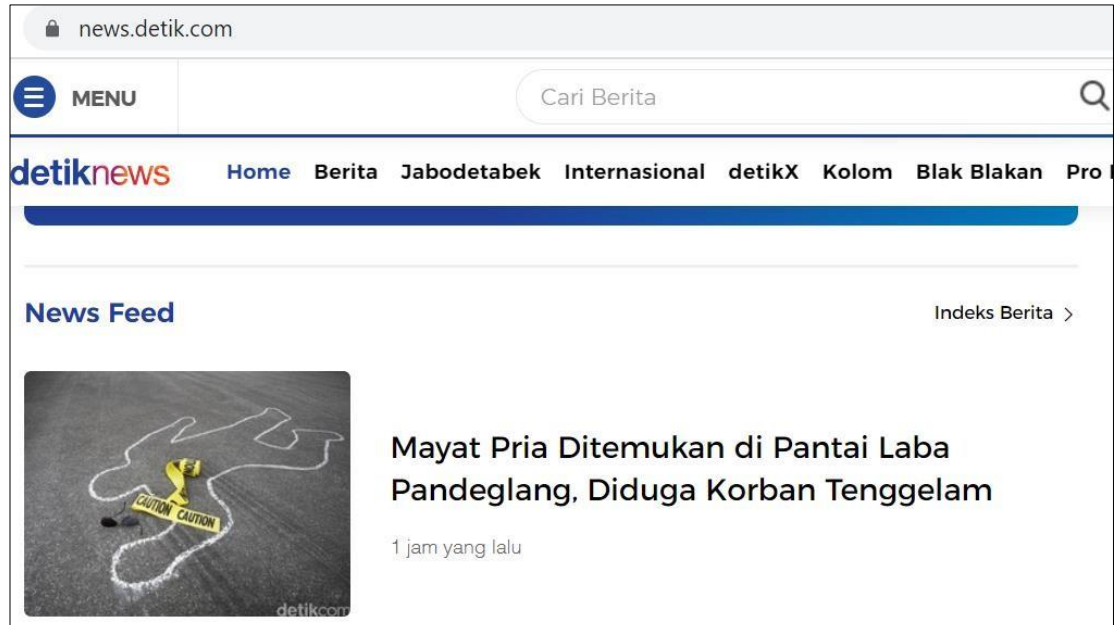 news.detik.com
MENU
Cari Berita
detiknews Home Berita Jabodetabek Internasional detikX Kolom Blak Blakan Pro
News Feed
Indeks Berita >
Mayat Pria Ditemukan di Pantai Laba
Pandeglang, Diduga Korban Tenggelam
1 jam yang lalu
CAUTION CAUTION
detikcom